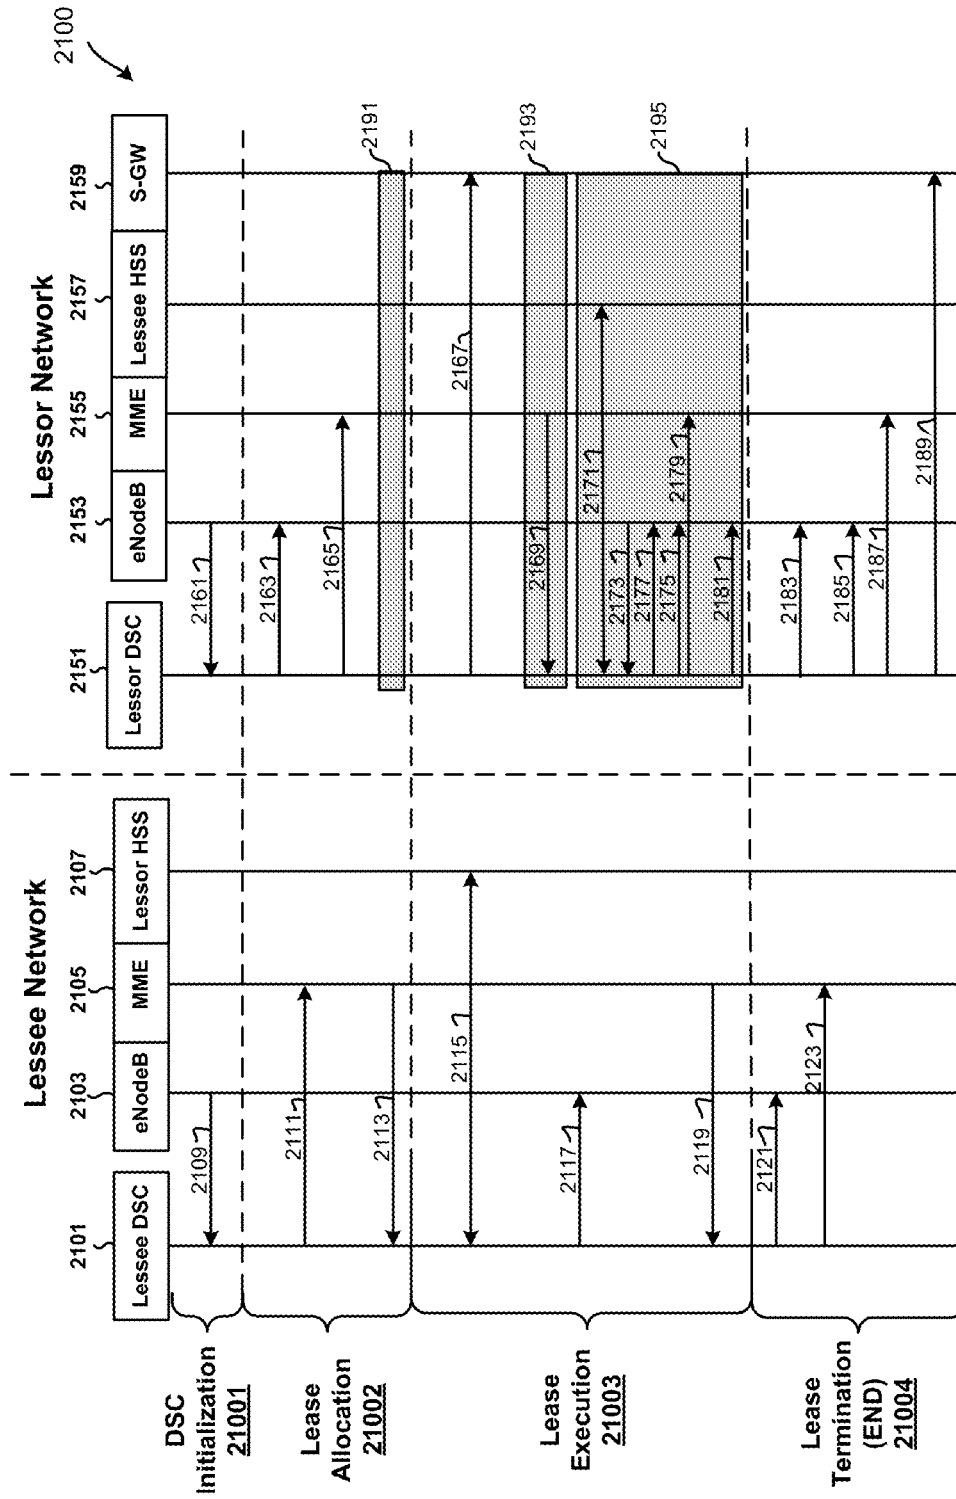 2100
Lessee Network
Lessor Network
2101
2103
2105
2107
2151
2153
2155
2157
2159
Lessee DSC
eNodeB
MME
Lessor HSS
Lessor DSC
eNodeB
MME
Lessee HSS
S-GW
DSC
Initialization
21001
2109
2161
Lease
Allocation
21002
2111
2113
2163
2165
2191
Lease
Execution
21003
2115
2117
2119
2167
2193
2169
2195
2171
2173
2177
2175
2179
2181
Lease
Termination
(END)
21004
2121
2123
2183
2185
2187
2189